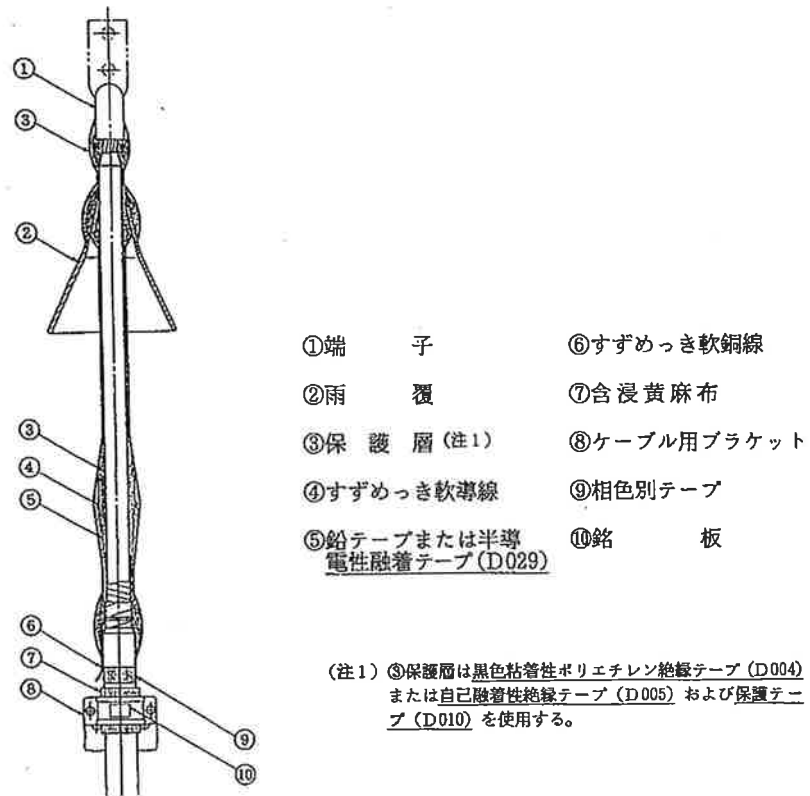 ①
③
②
③
④
⑤
⑥
⑦
⑧
⑨
⑩
①端　子
②雨　覆
③保護層(注1)
④すずめっき軟導線
⑤鉛テープまたは半導
電性融着テープ(D029)
⑥すずめっき軟銅線
⑦含浸黄麻布
⑧ケーブル用ブラケット
⑨相色別テープ
⑩銘　板
(注1) ③保護層は黒色粘着性ポリエチレン絶縁テープ(D004)
または自己融着性絶縁テープ(D005)および保護テー
プ(D010)を使用する。